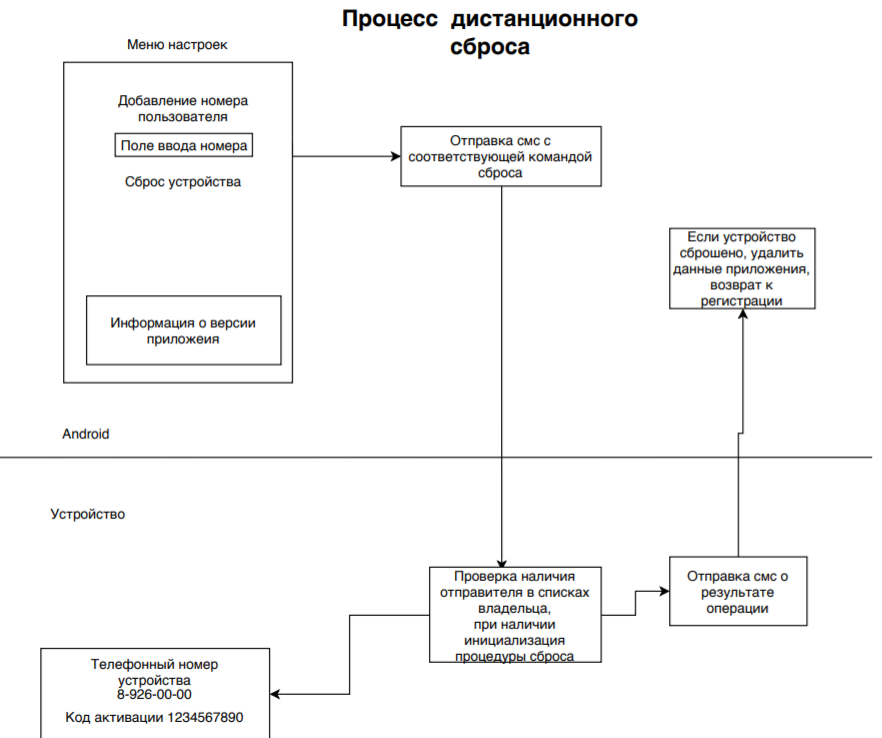 Процесс дистанционного
сброса
Меню настроек
Добавление номера
пользователя
Поле ввода номера
Сброс устройства
Информация о версии
приложеия
Отправка смс с
соответствующей командой
сброса
Если устройство
сброшено, удалить
данные приложения,
возврат к
регистрации
Android
Устройство
Проверка наличия
отправителя в списках
владельца,
при наличии
инициализация
процедуры сброса
Отправка смс о
результате
операции
Телефонный номер
устройства
8-926-00-00
Код активации 1234567890